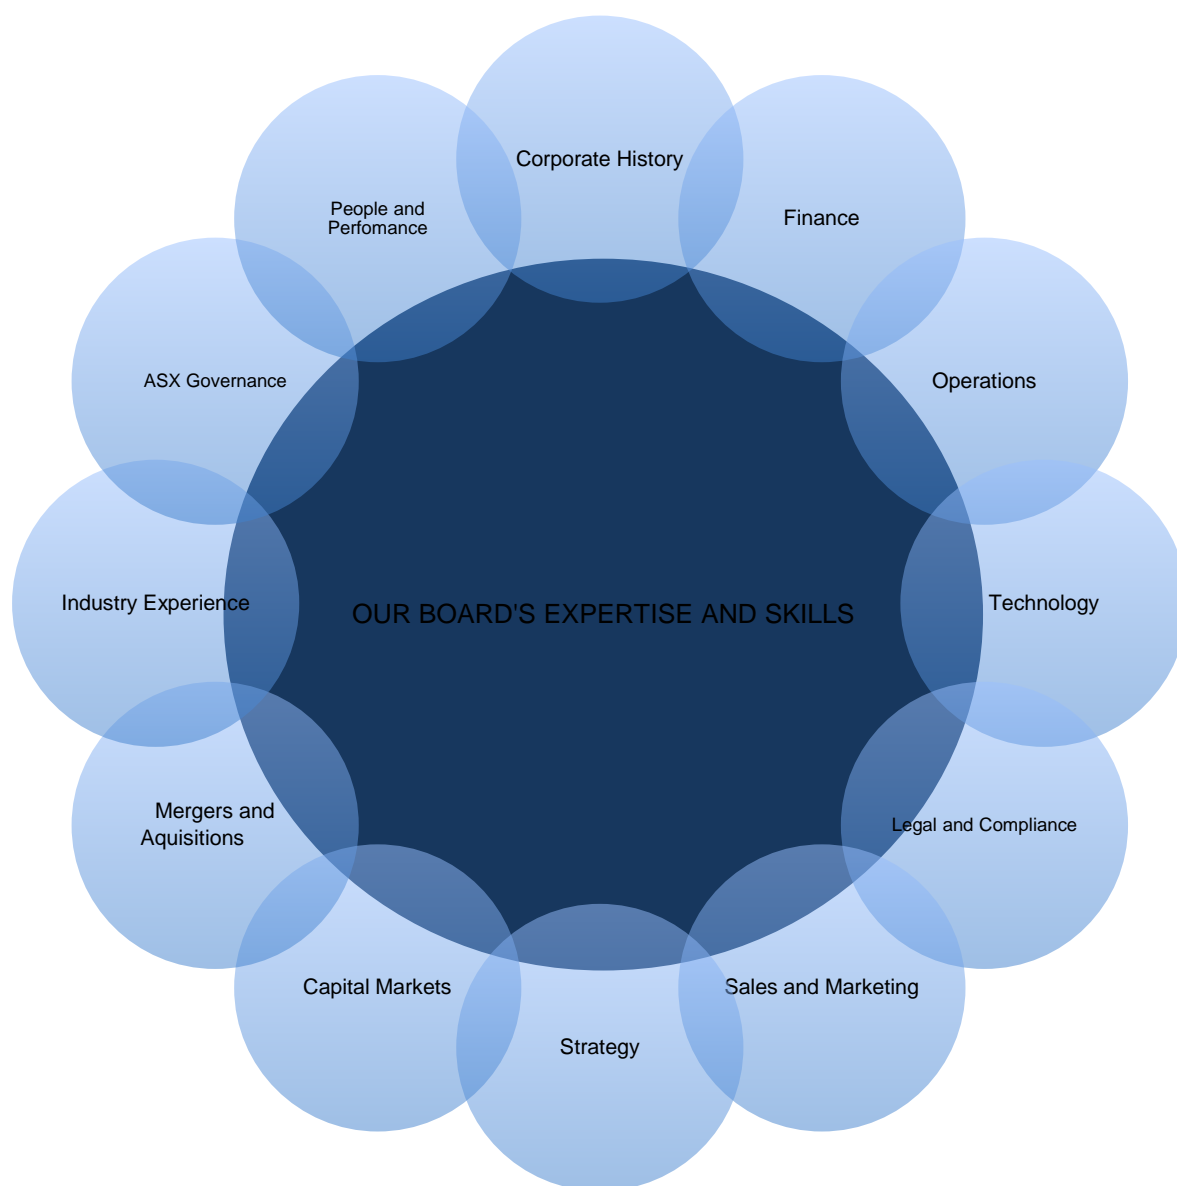 Corporate History
Finance
Operations
Technology
Legal and Compliance
Sales and Marketing
Strategy
Capital Markets
Mergers and
Aquisitions
Industry Experience
ASX Governance
People and
Perfomance
OUR BOARD'S EXPERTISE AND SKILLS